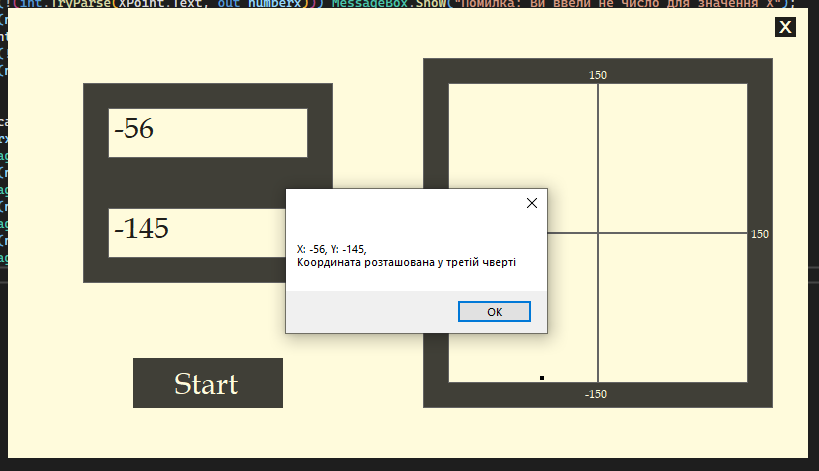 (int.TryParse(XPoint.Text, out numberx))) MessageBox.Show("Помилка: Ви ввели не число для значення X");
X
150
-56
-145
150
X: -56, Y: -145,
Координата розташована у третій чверті
OK
Start
-150